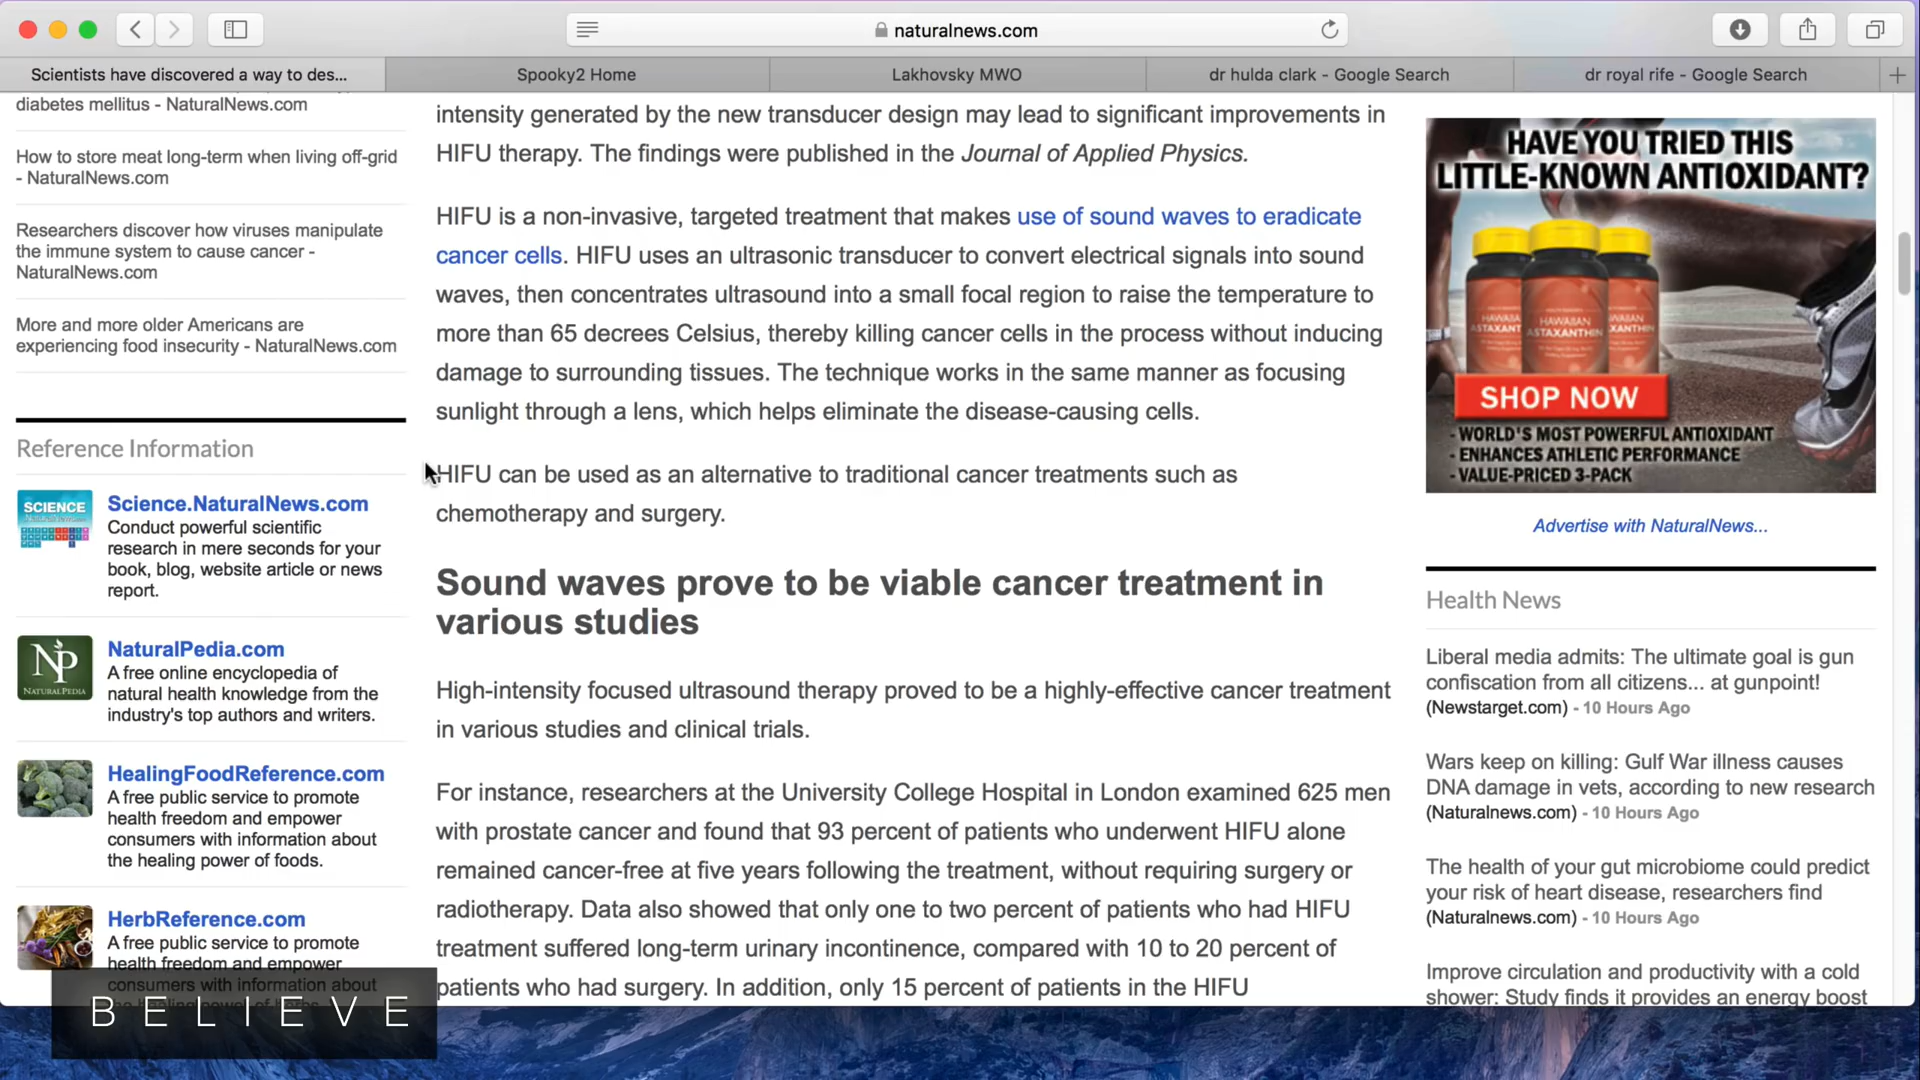 naturalnews.com
Scientists have discovered a way to des...
Spooky2 Home
Lakhovsky MWO
dr hulda clark - Google Search
dr royal rife - Google Search
diabetes mellitus - NaturalNews.com
How to store meat long-term when living off-grid
- NaturalNews.com
Researchers discover how viruses manipulate
the immune system to cause cancer -
NaturalNews.com
More and more older Americans are
experiencing food insecurity - NaturalNews.com
Reference Information
SCIENCE
Science.NaturalNews.com
Conduct powerful scientific
research in mere seconds for your
book, blog, website article or news
report.
NP
NATURALPEDIA
NaturalPedia.com
A free online encyclopedia of
natural health knowledge from the
industry's top authors and writers.
HealingFoodReference.com
A free public service to promote
health freedom and empower
consumers with information about
the healing power of foods.
HerbReference.com
A free public service to promote
health freedom and empower
consumers with information about
the healing power of herbs.
BELIEVE
intensity generated by the new transducer design may lead to significant improvements in
HIFU therapy. The findings were published in the Journal of Applied Physics.
HIFU is a non-invasive, targeted treatment that makes use of sound waves to eradicate
cancer cells. HIFU uses an ultrasonic transducer to convert electrical signals into sound
waves, then concentrates ultrasound into a small focal region to raise the temperature to
more than 65 decrees Celsius, thereby killing cancer cells in the process without inducing
damage to surrounding tissues. The technique works in the same manner as focusing
sunlight through a lens, which helps eliminate the disease-causing cells.
HIFU can be used as an alternative to traditional cancer treatments such as
chemotherapy and surgery.
Sound waves prove to be viable cancer treatment in
various studies
High-intensity focused ultrasound therapy proved to be a highly-effective cancer treatment
in various studies and clinical trials.
For instance, researchers at the University College Hospital in London examined 625 men
with prostate cancer and found that 93 percent of patients who underwent HIFU alone
remained cancer-free at five years following the treatment, without requiring surgery or
radiotherapy. Data also showed that only one to two percent of patients who had HIFU
treatment suffered long-term urinary incontinence, compared with 10 to 20 percent of
patients who had surgery. In addition, only 15 percent of patients in the HIFU
HAVE YOU TRIED THIS
LITTLE-KNOWN ANTIOXIDANT?
HAWAIIAN
ASTAXANTHIN
SHOP NOW
- WORLD'S MOST POWERFUL ANTIOXIDANT
- ENHANCES ATHLETIC PERFORMANCE
- VALUE-PRICED 3-PACK
Advertise with NaturalNews...
Health News
Liberal media admits: The ultimate goal is gun
confiscation from all citizens... at gunpoint!
(Newstarget.com) - 10 Hours Ago
Wars keep on killing: Gulf War illness causes
DNA damage in vets, according to new research
(Naturalnews.com) - 10 Hours Ago
The health of your gut microbiome could predict
your risk of heart disease, researchers find
(Naturalnews.com) - 10 Hours Ago
Improve circulation and productivity with a cold
shower: Study finds it provides an energy boost